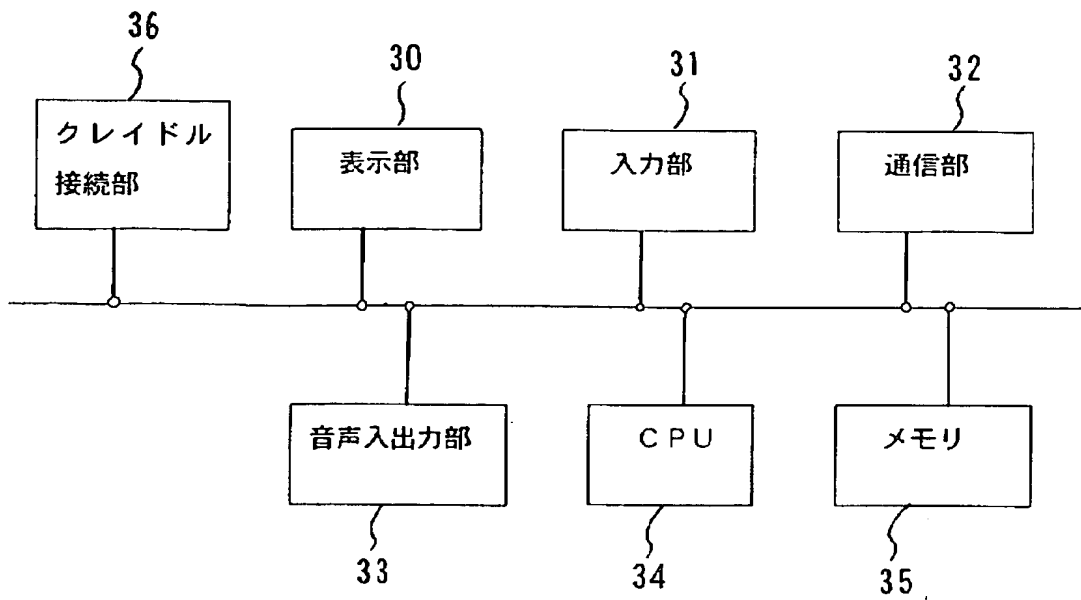 36
30
31
32
クレイドル
接続部
表示部
入力部
通信部
音声入出力部
CPU
メモリ
33
34
35